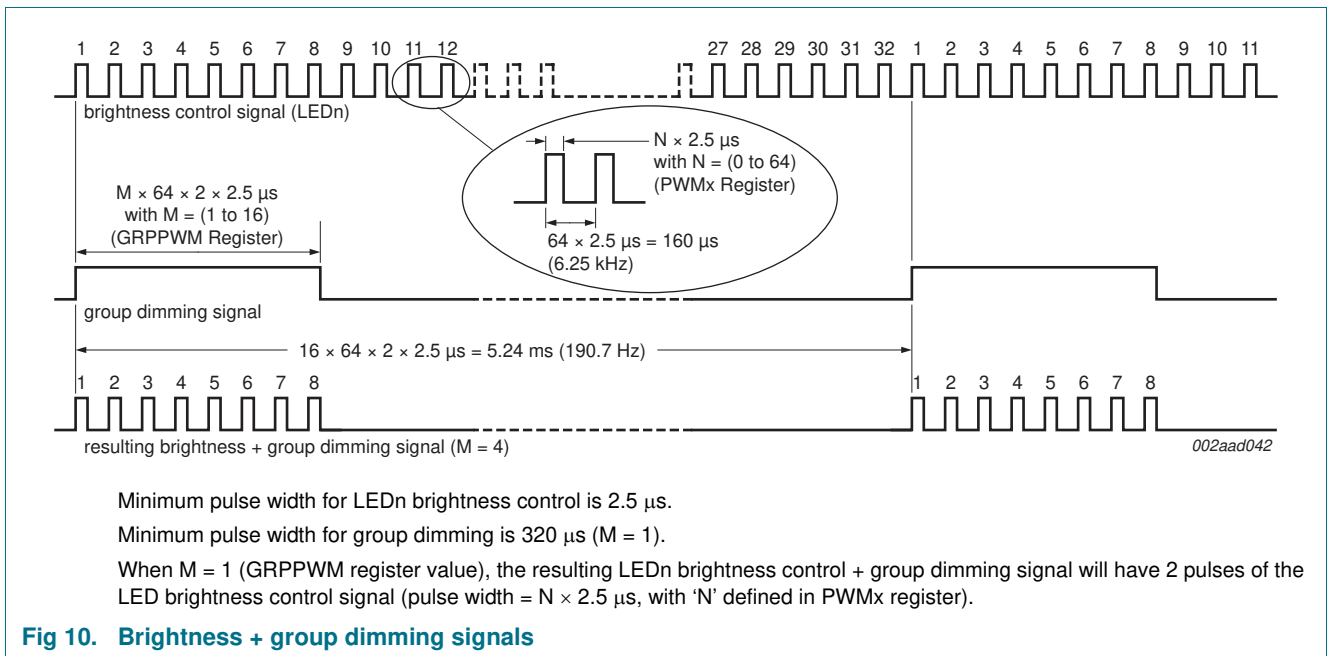 1 2 3 4 5 6 7 8 9 10 11 12 27 28 29 30 31 32 1 2 3 4 5 6 7 8 9 10 11
brightness control signal (LEDn)
N × 2.5 μs
with N = (0 to 64)
(PWMx Register)
M × 64 × 2 × 2.5 μs
with M = (1 to 16)
(GRPPWM Register)
64 × 2.5 μs = 160 μs
(6.25 kHz)
group dimming signal
16 × 64 × 2 × 2.5 μs = 5.24 ms (190.7 Hz)
1 2 3 4 5 6 7 8 1 2 3 4 5 6 7 8
resulting brightness + group dimming signal (M = 4)
002aad042
Minimum pulse width for LEDn brightness control is 2.5 μs.
Minimum pulse width for group dimming is 320 μs (M = 1).
When M = 1 (GRPPWM register value), the resulting LEDn brightness control + group dimming signal will have 2 pulses of the
LED brightness control signal (pulse width = N × 2.5 μs, with ‘N’ defined in PWMx register).
Fig 10. Brightness + group dimming signals